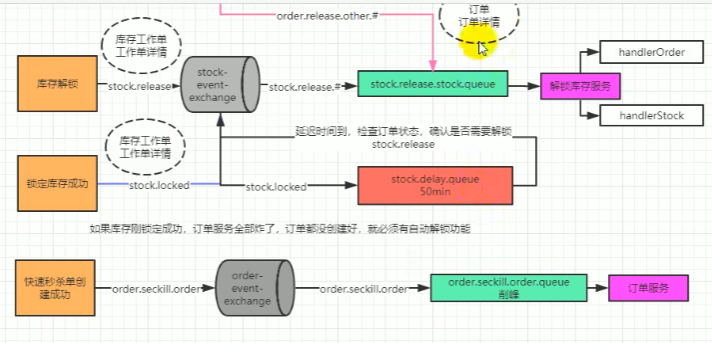 订单
订单详情
order.release.other.#
库存工作单
工作单详情
handlerOrder
库存解锁
stock.release
stock-
event-
exchange
stock.release.#
stock.release.stock.queue
解锁库存服务
handlerStock
库存工作单
工作单详情
延迟时间到，检查订单状态，确认是否需要解锁
stock.release
锁定库存成功
stock.locked
stock.locked
stock.delay.queue
50min
如果库存刚锁定成功，订单服务全部炸了，订单都没创建好，就必须有自动解锁功能
快速秒杀单创
建成功
order.seckill.order
order-
event-
exchange
order.seckill.order
order.seckill.order.queue
削峰
订单服务